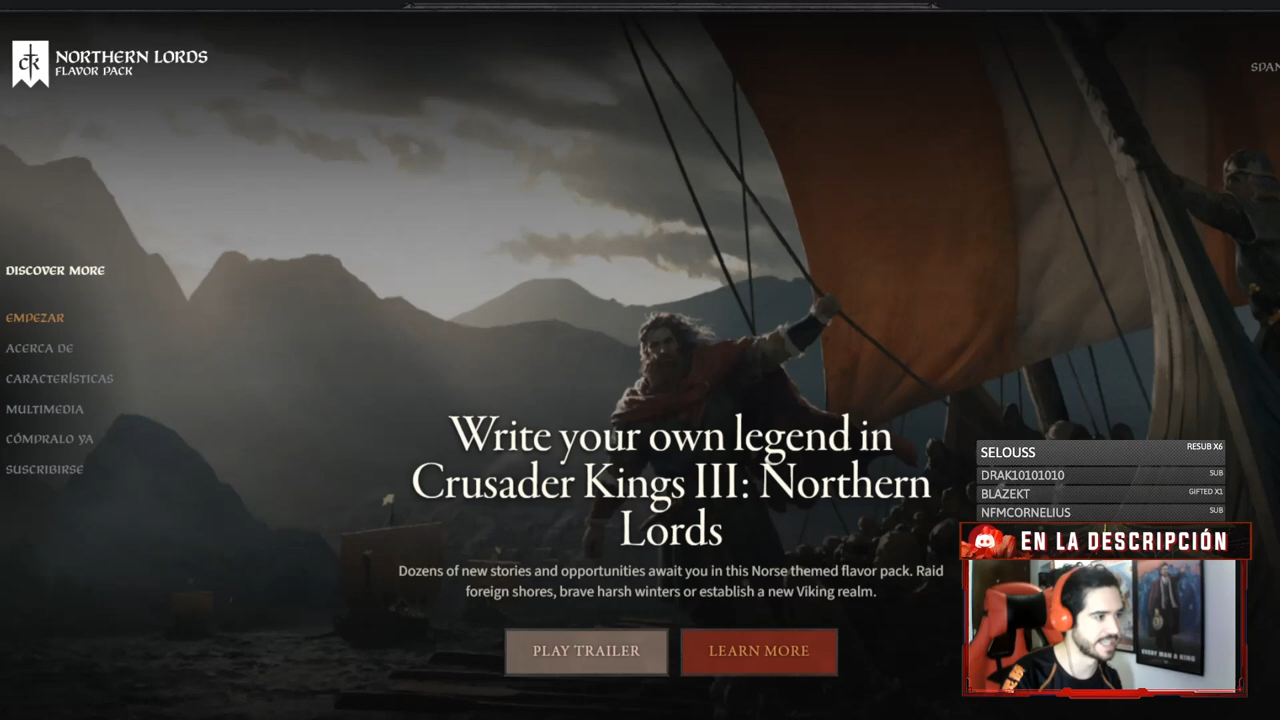 NORTHERN LORDS
FLAVOR PACK
SPAN
DISCOVER MORE
EMPEZAR
ACERCA DE
CARACTERÍSTICAS
MULTIMEDIA
CÓMPRALO YA
SUSCRIBIRSE
Write your own legend in
Crusader Kings III: Northern
Lords
Dozens of new stories and opportunities await you in this Norse themed flavor pack. Raid
foreign shores, brave harsh winters or establish a new Viking realm.
PLAY TRAILER
LEARN MORE
SELOUSS RESUB X6
DRAK10101010 SUB
BLAZEKT GIFTED X1
NFMCORNELIUS SUB
EN LA DESCRIPCIÓN
EVERY MAN A KING